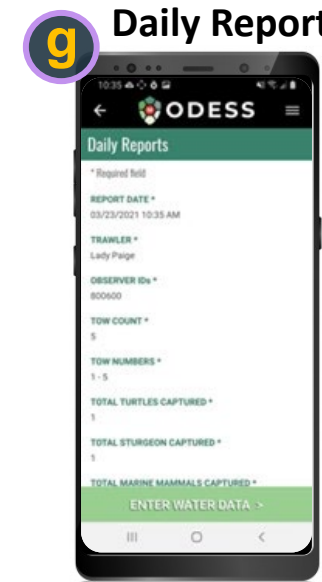 g
Daily Report
10:35
ODESS
Daily Reports
* Required field
REPORT DATE *
03/23/2021 10:35 AM
TRAWLER *
Lady Paige
OBSERVER IDs *
800600
TOW COUNT *
5
TOW NUMBERS *
1 - 5
TOTAL TURTLES CAPTURED *
1
TOTAL STURGEON CAPTURED *
1
TOTAL MARINE MAMMALS CAPTURED *
ENTER WATER DATA >